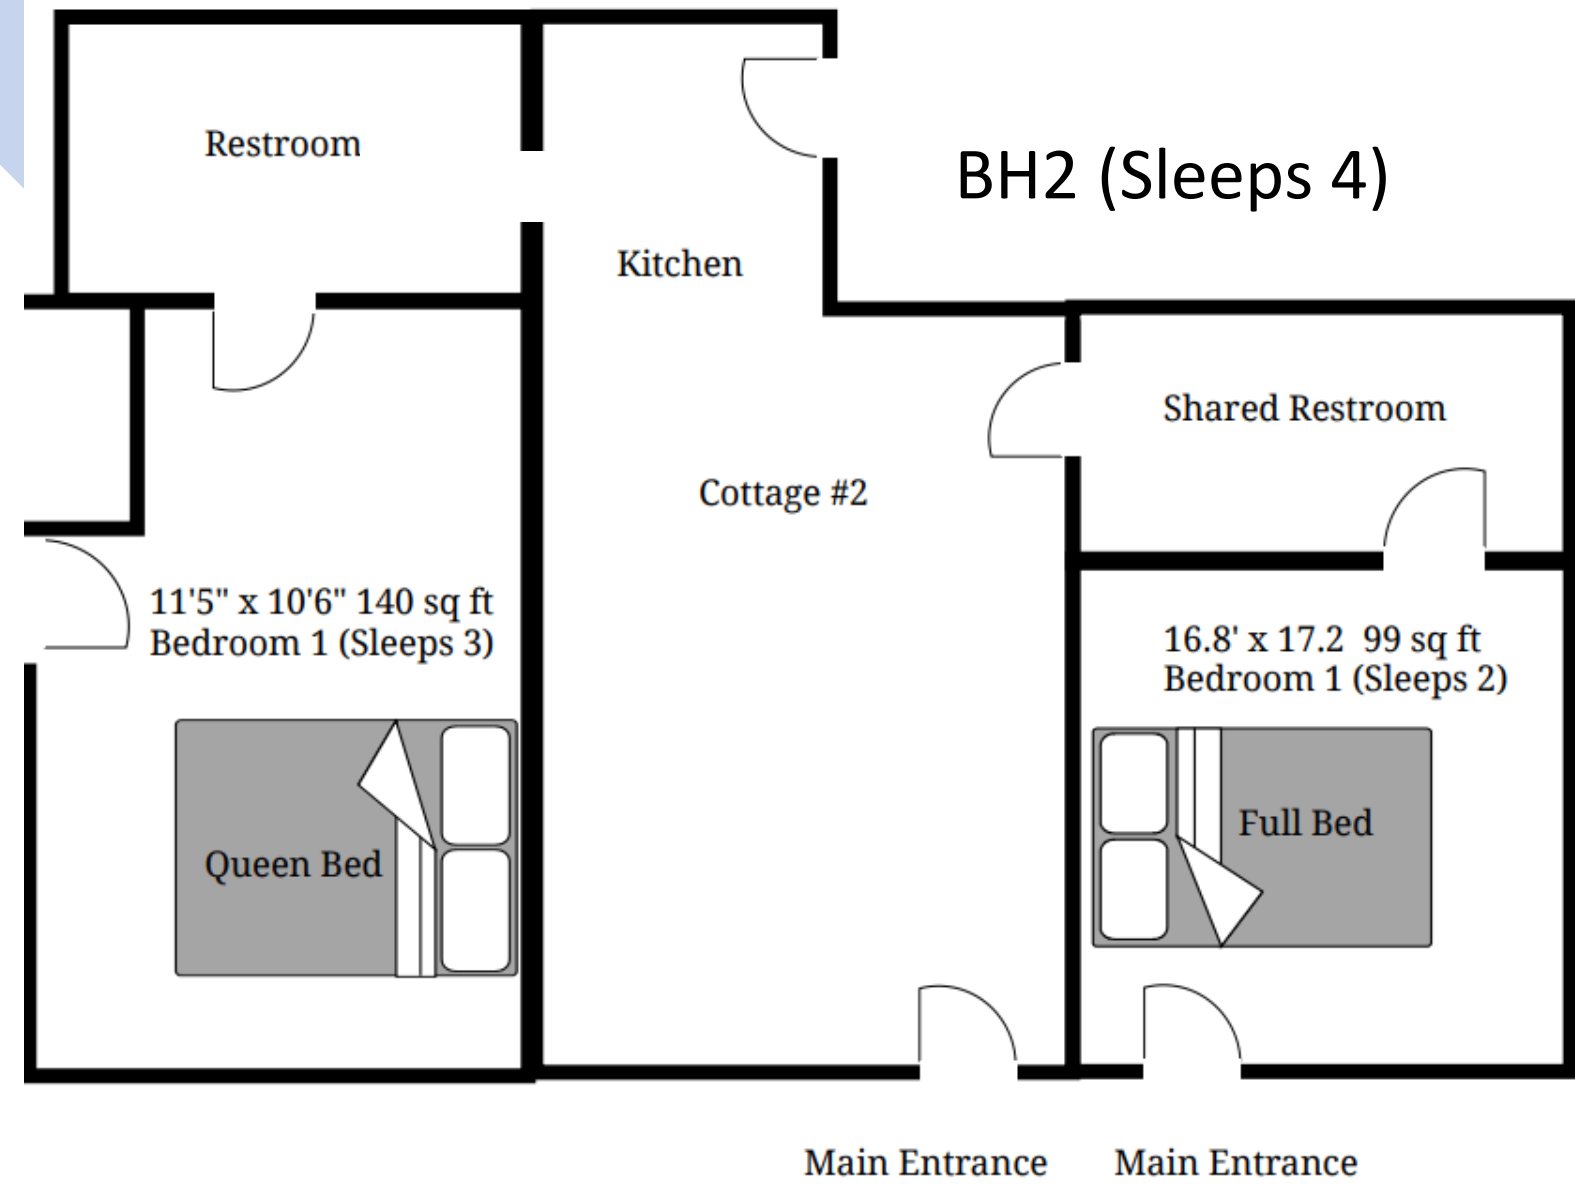 Restroom
BH2 (Sleeps 4)
Kitchen
Shared Restroom
Cottage #2
11'5" x 10'6" 140 sq ft
Bedroom 1 (Sleeps 3)
16.8' x 17.2  99 sq ft
Bedroom 1 (Sleeps 2)
Queen Bed
Full Bed
Main Entrance
Main Entrance